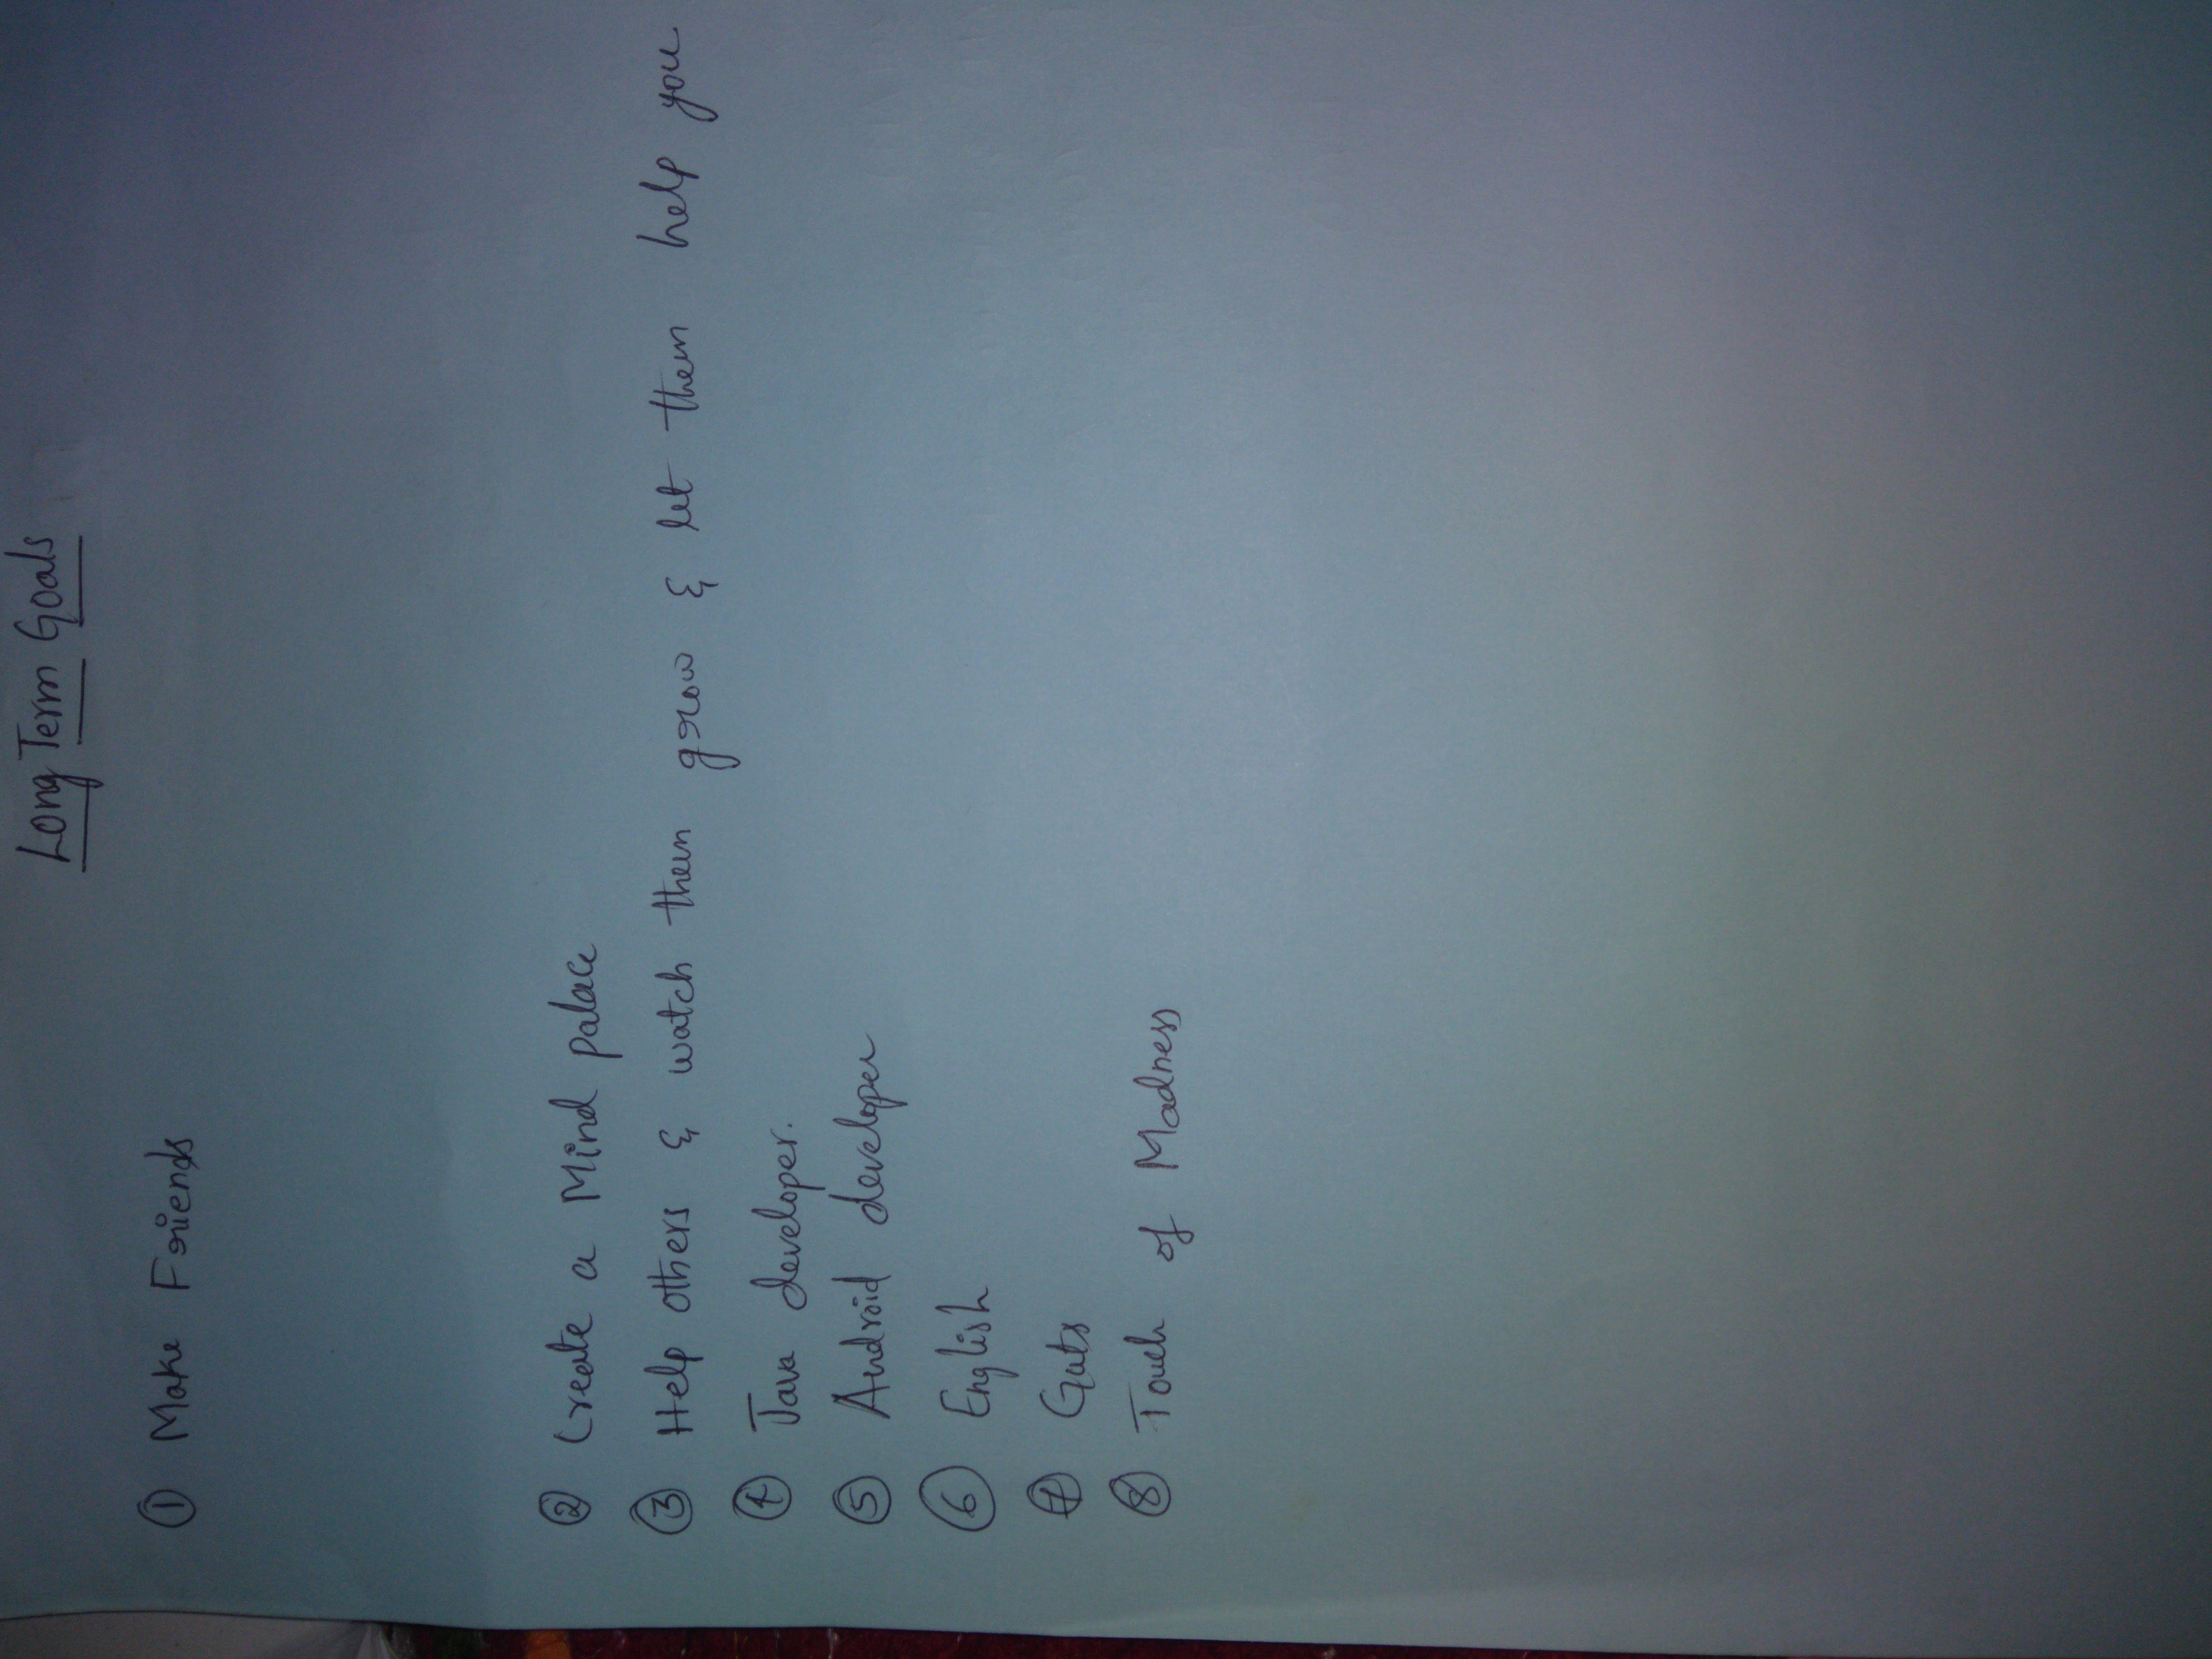 Long Term Goals
① Make Friends
② Create a Mind palace
③ Help others & watch them grow & let them help you
④ Java developer.
⑤ Android developer
⑥ English
⑦ Guts
⑧ Touch of Madness